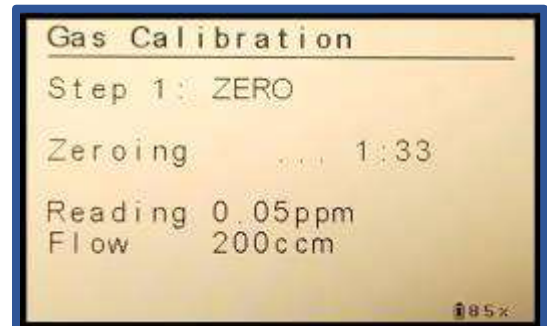 Gas Calibration
Step 1: ZERO
Zeroing ... 1:33
Reading 0.05ppm
Flow 200ccm
85%